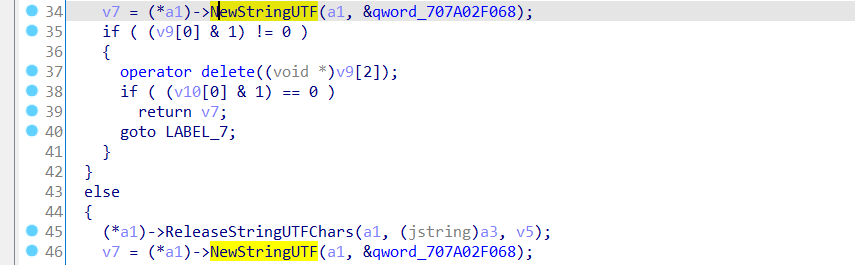 34 v7 = (*a1)->NewStringUTF(a1, &qword_707A02F068);
35 if ( (v9[0] & 1) != 0 )
36 {
37 operator delete((void *)v9[2]);
38 if ( (v10[0] & 1) == 0 )
39 return v7;
40 goto LABEL_7;
41 }
42 }
43 else
44 {
45 (*a1)->ReleaseStringUTFChars(a1, (jstring)a3, v5);
46 v7 = (*a1)->NewStringUTF(a1, &qword_707A02F068);